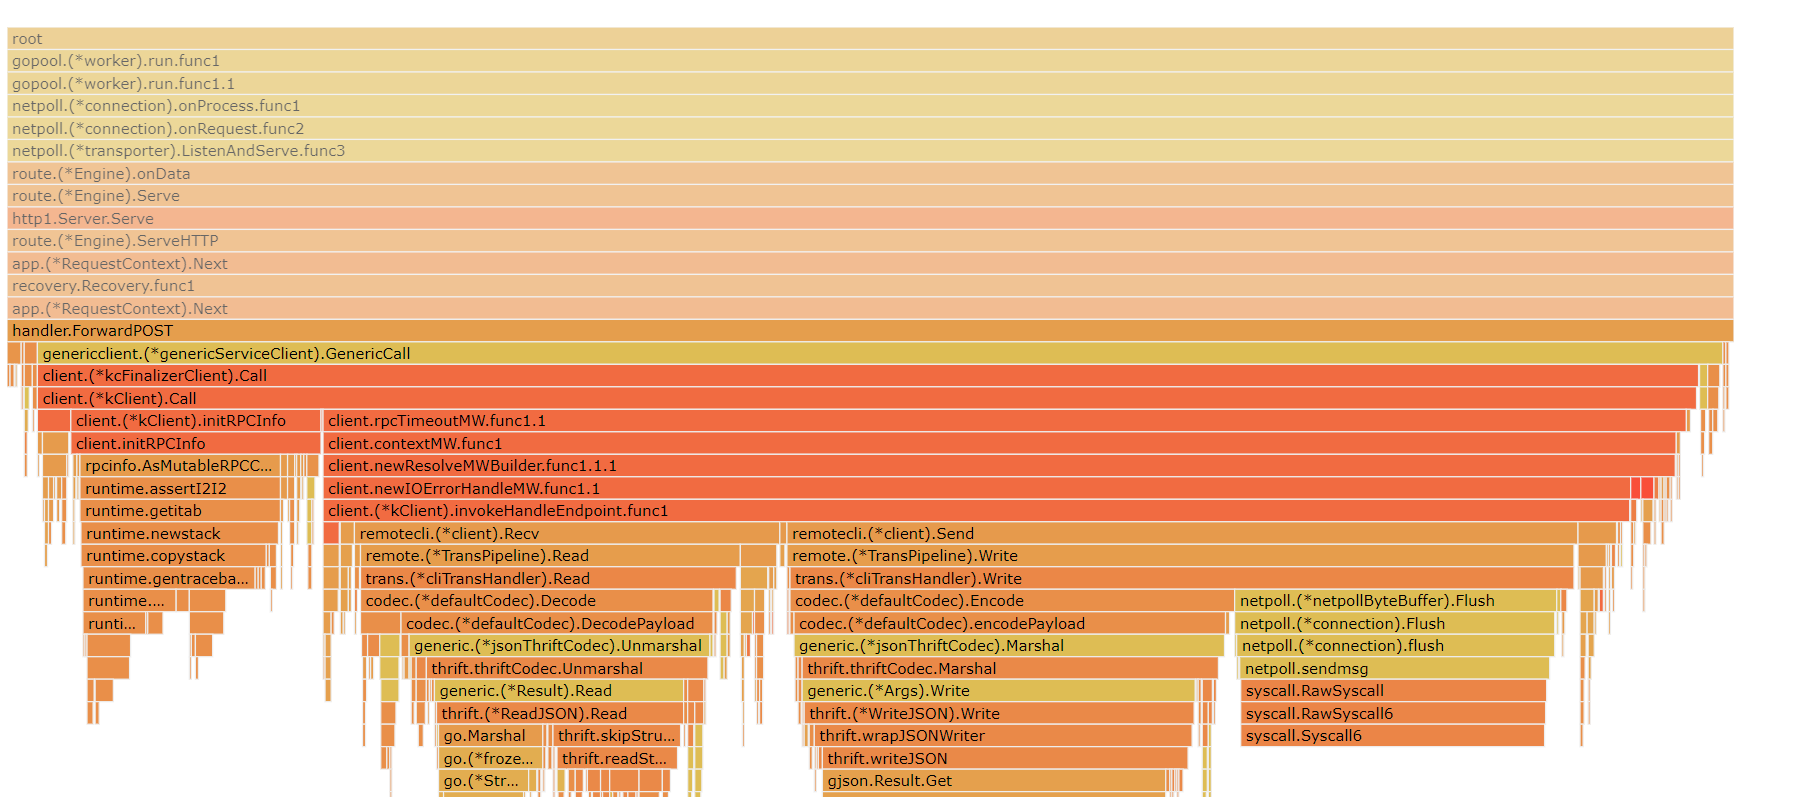 root
gopool.(*worker).run.func1
gopool.(*worker).run.func1.1
netpoll.(*connection).onProcess.func1
netpoll.(*connection).onRequest.func2
netpoll.(*transporter).ListenAndServe.func3
route.(*Engine).onData
route.(*Engine).Serve
http1.Server.Serve
route.(*Engine).ServeHTTP
app.(*RequestContext).Next
recovery.Recovery.func1
app.(*RequestContext).Next
handler.ForwardPOST
genericclient.(*genericServiceClient).GenericCall
client.(*kcFinalizerClient).Call
client.(*kClient).Call
client.(*kClient).initRPCInfo client.rpcTimeoutMW.func1.1
client.initRPCInfo client.contextMW.func1
rpcinfo.AsMutableRPCC... client.newResolveMWBuilder.func1.1.1
runtime.assertI2I2 client.newIOErrorHandleMW.func1.1
runtime.getitab client.(*kClient).invokeHandleEndpoint.func1
runtime.newstack remotecli.(*client).Recv remotecli.(*client).Send
runtime.copystack remote.(*TransPipeline).Read remote.(*TransPipeline).Write
runtime.gentraceba... trans.(*cliTransHandler).Read trans.(*cliTransHandler).Write
runtime.... codec.(*defaultCodec).Decode codec.(*defaultCodec).Encode netpoll.(*netpollByteBuffer).Flush
runti... codec.(*defaultCodec).DecodePayload codec.(*defaultCodec).encodePayload netpoll.(*connection).Flush
generic.(*jsonThriftCodec).Unmarshal generic.(*jsonThriftCodec).Marshal netpoll.(*connection).flush
thrift.thriftCodec.Unmarshal thrift.thriftCodec.Marshal netpoll.sendmsg
generic.(*Result).Read generic.(*Args).Write syscall.RawSyscall
thrift.(*ReadJSON).Read thrift.(*WriteJSON).Write syscall.RawSyscall6
go.Marshal thrift.skipStru... thrift.wrapJSONWriter syscall.Syscall6
go.(*froze... thrift.readSt... thrift.writeJSON
go.(*Str... gjson.Result.Get